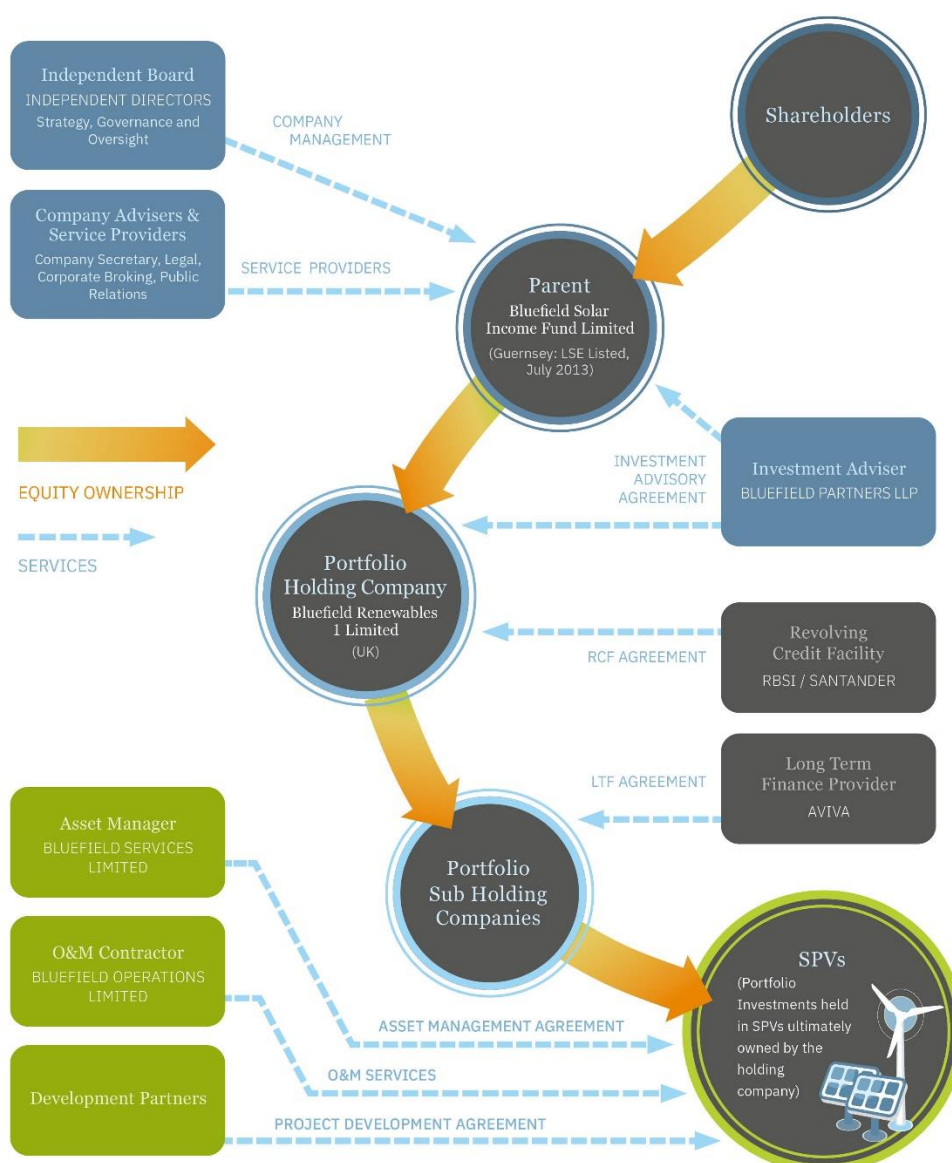 Independent Board
INDEPENDENT DIRECTORS
Strategy, Governance and
Oversight
COMPANY
MANAGEMENT
Shareholders
Company Advisers &
Service Providers
Company Secretary, Legal,
Corporate Broking, Public
Relations
SERVICE PROVIDERS
Parent
Bluefield Solar
Income Fund Limited
(Guernsey: LSE Listed,
July 2013)
EQUITY OWNERSHIP
SERVICES
INVESTMENT
ADVISORY
AGREEMENT
Investment Adviser
BLUEFIELD PARTNERS LLP
Portfolio
Holding Company
Bluefield Renewables
1 Limited
(UK)
RCF AGREEMENT
Revolving
Credit Facility
RBSI / SANTANDER
LTF AGREEMENT
Long Term
Finance Provider
AVIVA
Asset Manager
BLUEFIELD SERVICES
LIMITED
Portfolio
Sub Holding
Companies
O&M Contractor
BLUEFIELD OPERATIONS
LIMITED
SPVs
(Portfolio
Investments held
in SPVs ultimately
owned by the
holding
company)
ASSET MANAGEMENT AGREEMENT
O&M SERVICES
Development Partners
PROJECT DEVELOPMENT AGREEMENT